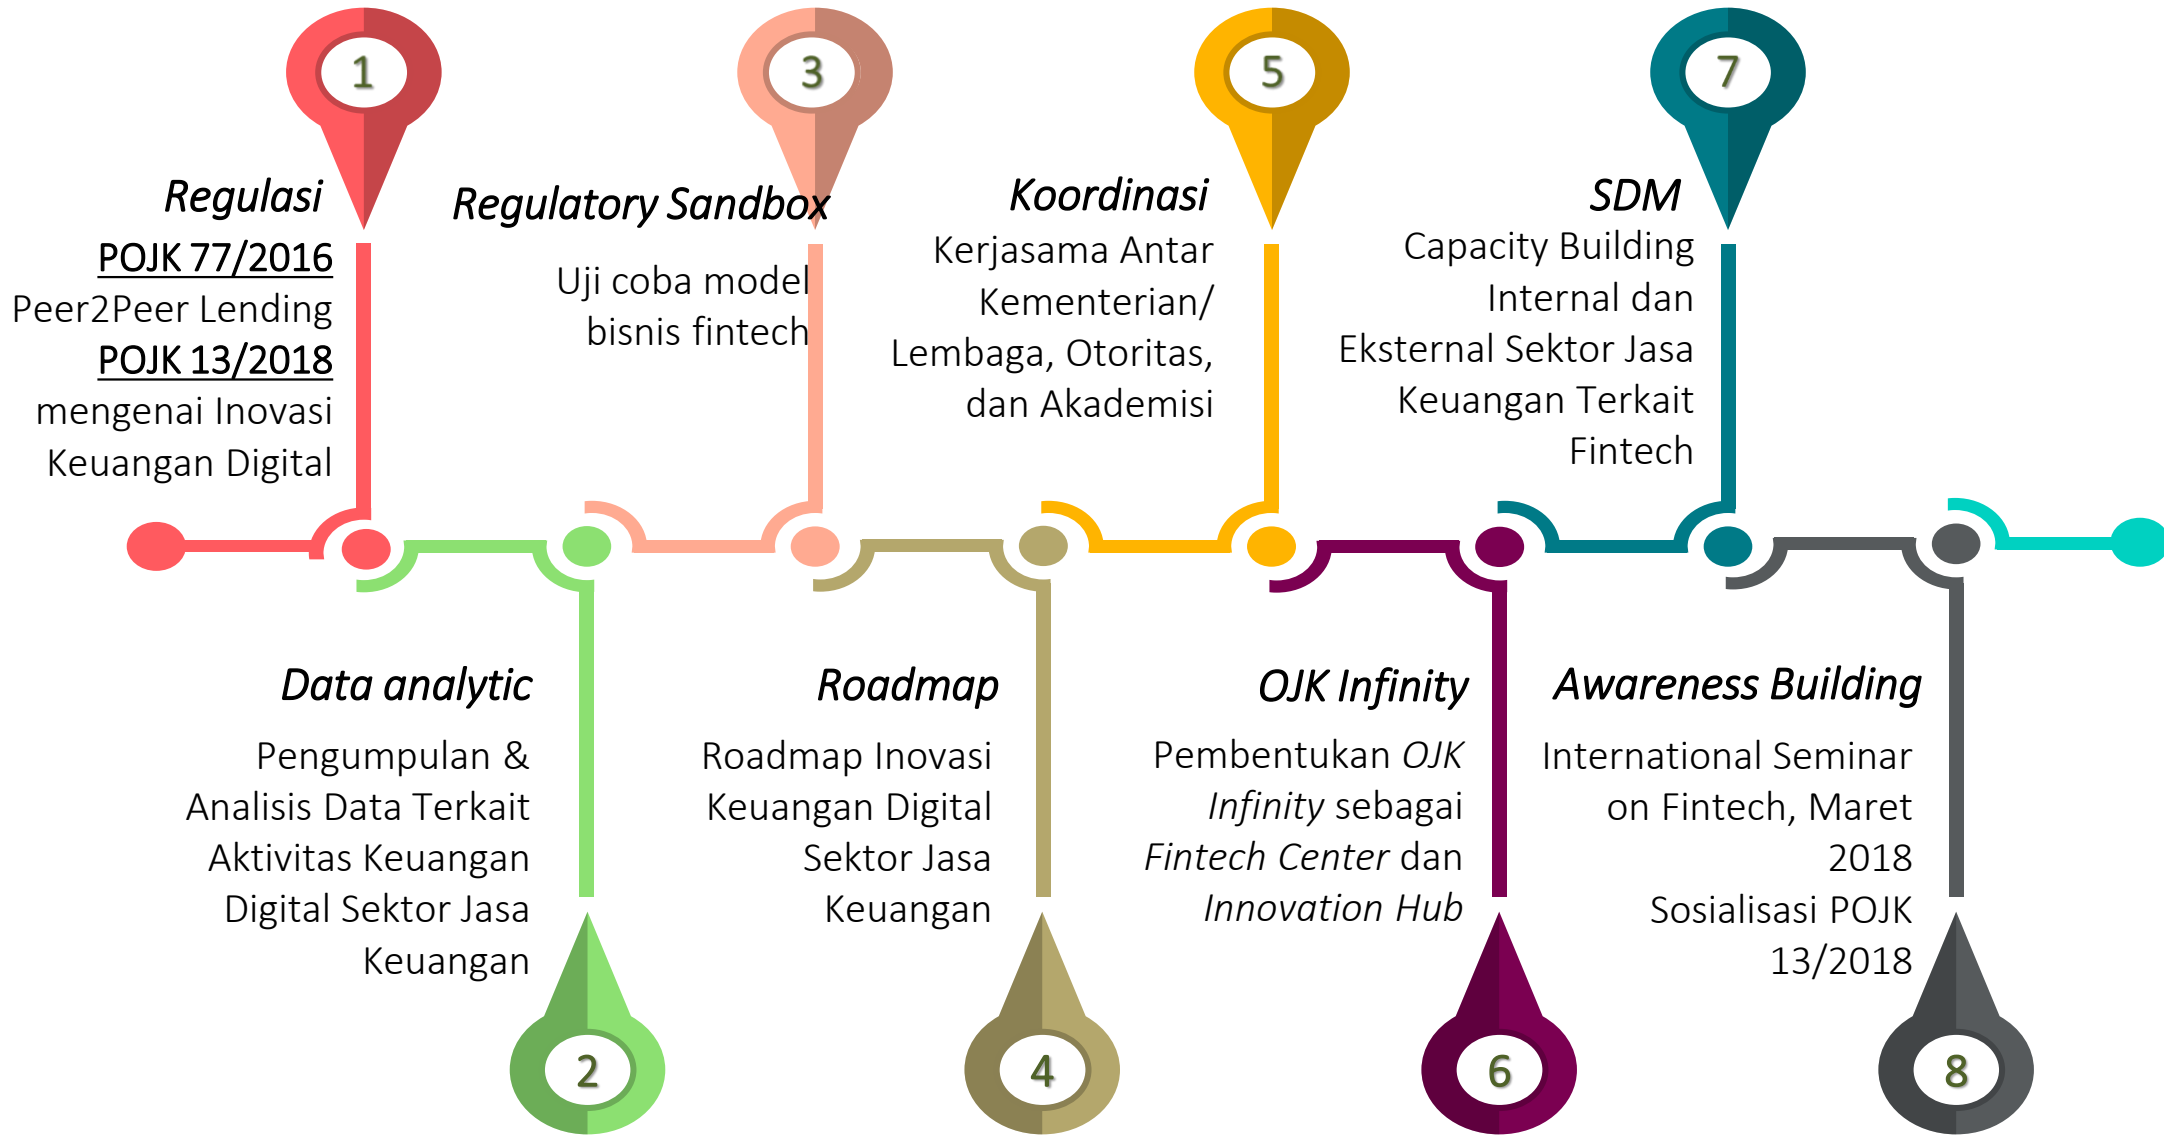 1
Regulasi
POJK 77/2016
Peer2Peer Lending
POJK 13/2018
mengenai Inovasi
Keuangan Digital
2
Data analytic
Pengumpulan &
Analisis Data Terkait
Aktivitas Keuangan
Digital Sektor Jasa
Keuangan
3
Regulatory Sandbox
Uji coba model
bisnis fintech
4
Roadmap
Roadmap Inovasi
Keuangan Digital
Sektor Jasa
Keuangan
5
Koordinasi
Kerjasama Antar
Kementerian/
Lembaga, Otoritas,
dan Akademisi
6
OJK Infinity
Pembentukan OJK
Infinity sebagai
Fintech Center dan
Innovation Hub
7
SDM
Capacity Building
Internal dan
Eksternal Sektor Jasa
Keuangan Terkait
Fintech
8
Awareness Building
International Seminar
on Fintech, Maret
2018
Sosialisasi POJK
13/2018